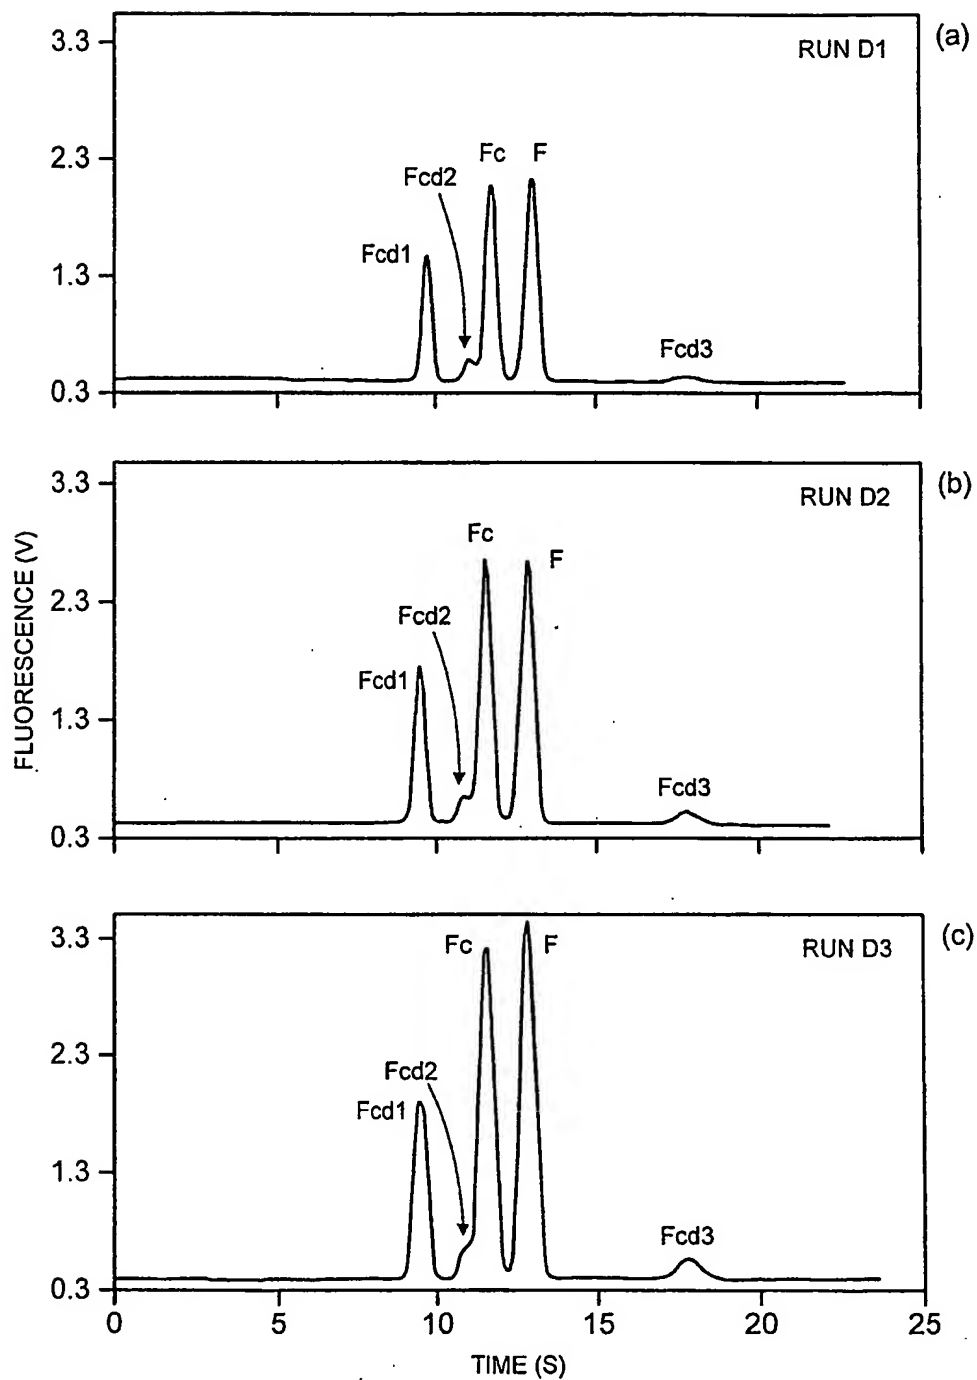 (a)
RUN D1
3.3
2.3
1.3
0.3
Fc
F
Fcd2
Fcd1
Fcd3
(b)
RUN D2
3.3
2.3
1.3
0.3
Fc
F
Fcd2
Fcd1
Fcd3
FLUORESCENCE (V)
(c)
RUN D3
3.3
2.3
1.3
0.3
Fc
F
Fcd2
Fcd1
Fcd3
0
5
10
15
20
25
TIME (S)